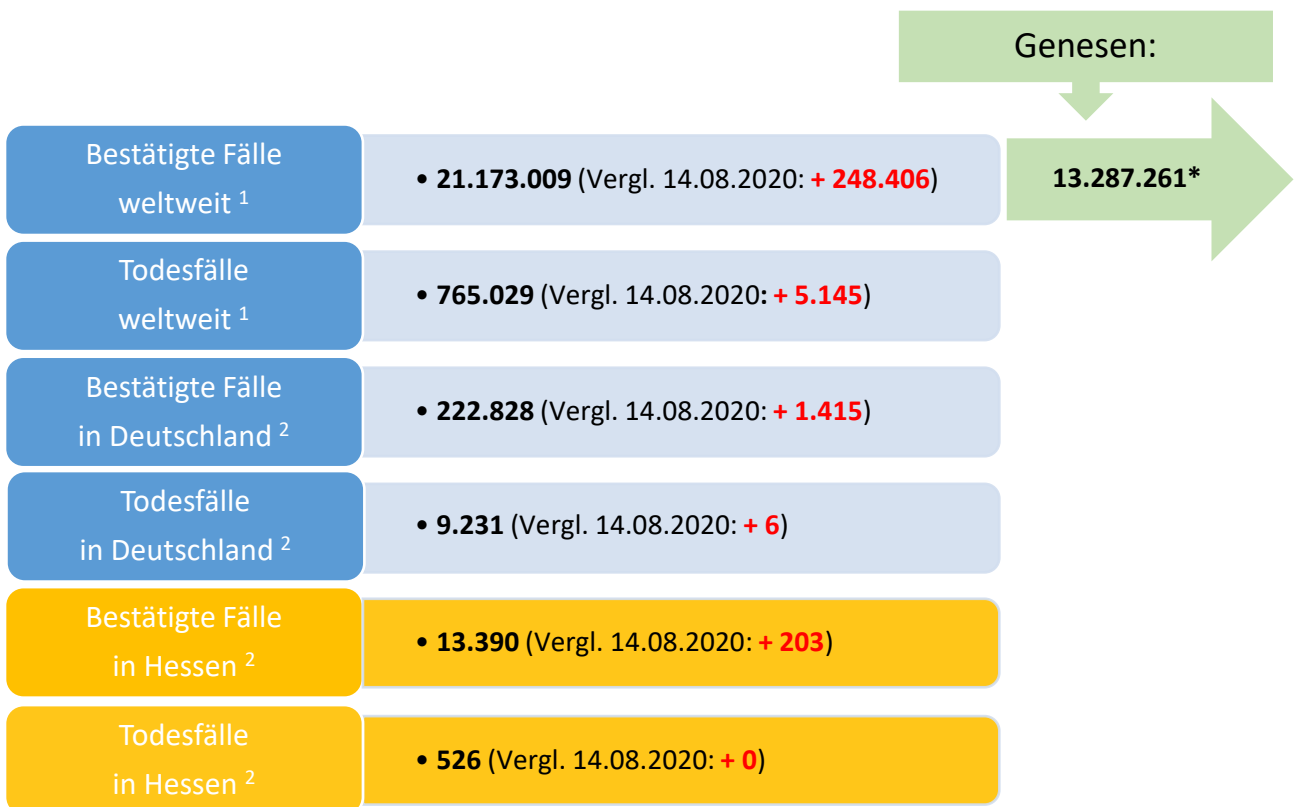 Genesen:
Bestätigte Fälle
weltweit ¹
• 21.173.009 (Vergl. 14.08.2020: + 248.406)
13.287.261*
Todesfälle
weltweit ¹
• 765.029 (Vergl. 14.08.2020: + 5.145)
Bestätigte Fälle
in Deutschland ²
• 222.828 (Vergl. 14.08.2020: + 1.415)
Todesfälle
in Deutschland ²
• 9.231 (Vergl. 14.08.2020: + 6)
Bestätigte Fälle
in Hessen ²
• 13.390 (Vergl. 14.08.2020: + 203)
Todesfälle
in Hessen ²
• 526 (Vergl. 14.08.2020: + 0)